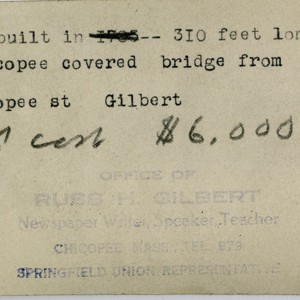 built in 1785-- 310 feet lon
copee covered bridge from
opee st Gilbert
cost $6,000
OFFICE OF
RUSS H. GILBERT
Newspaper Writer, Speaker, Teacher
CHICOPEE MASS. TEL. 879
SPRINGFIELD UNION REPRESENTATIVE